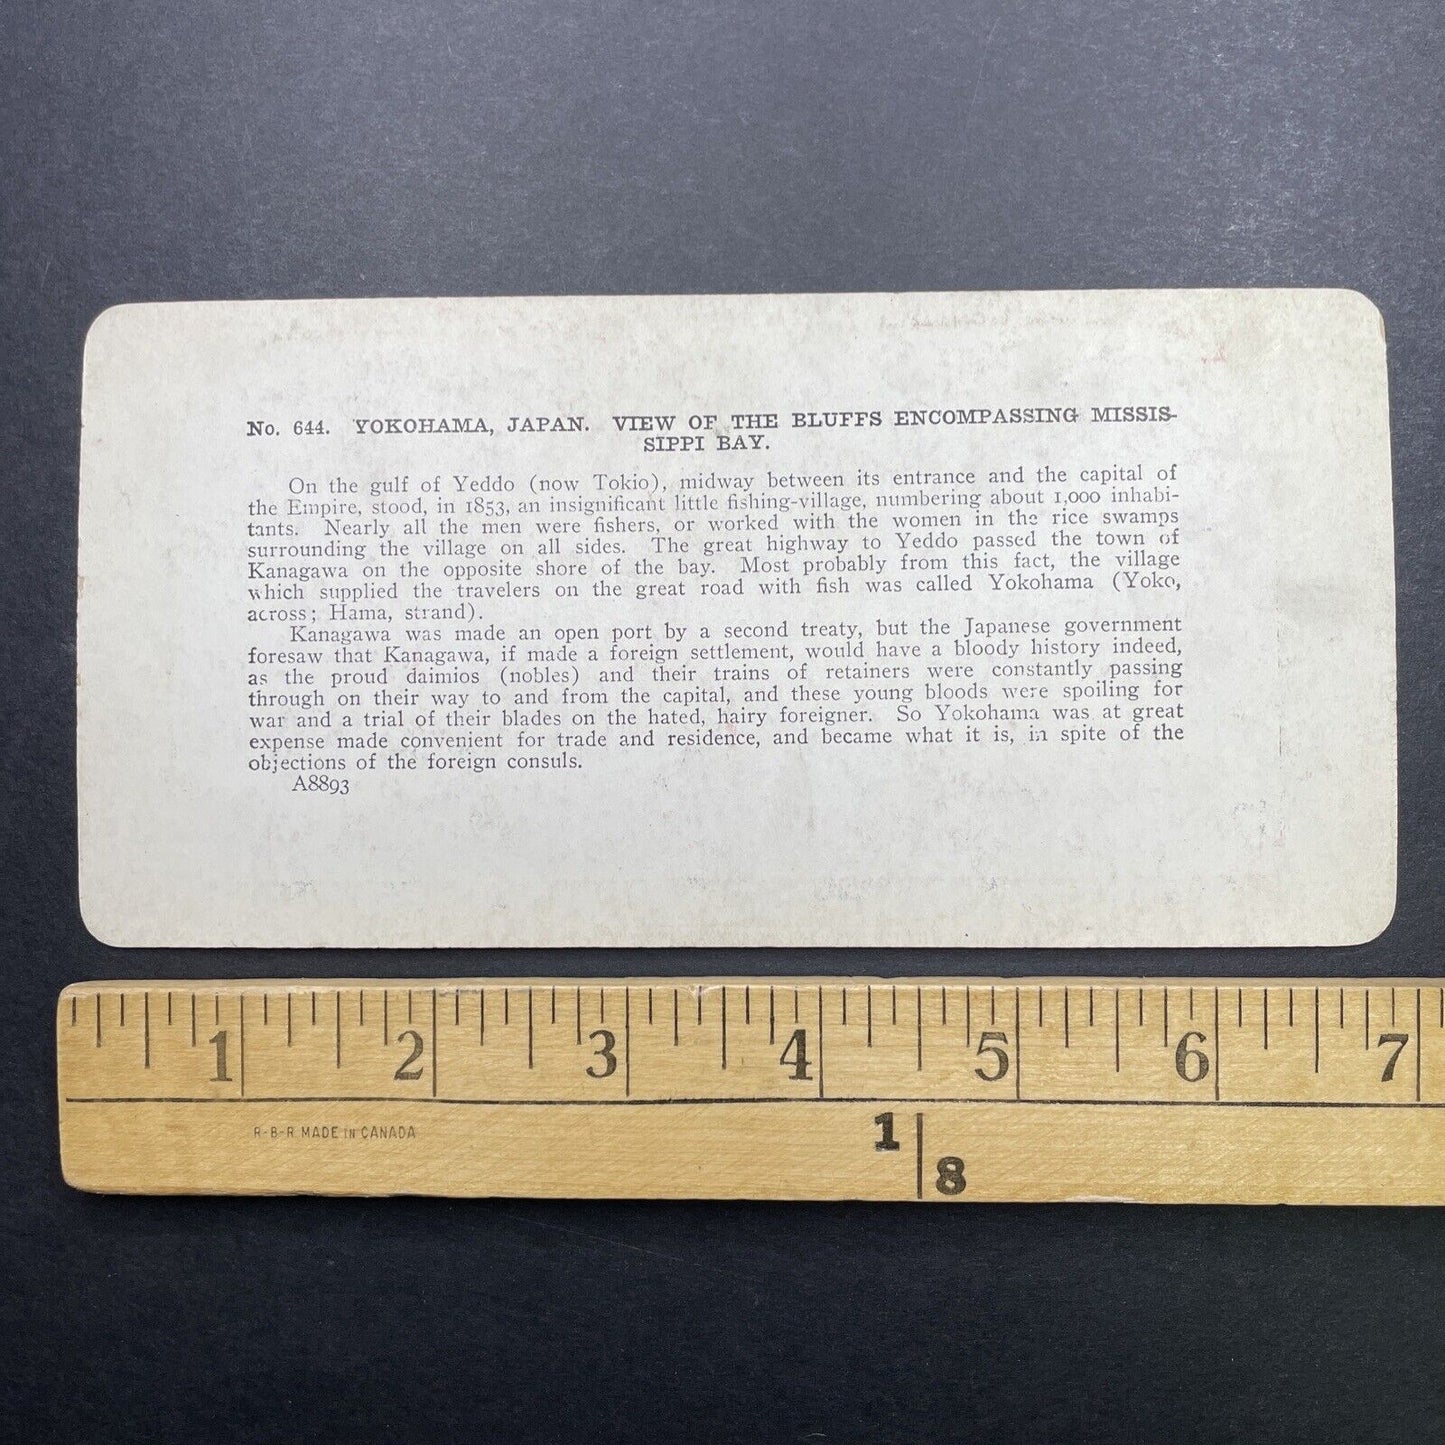 No. 644. YOKOHAMA, JAPAN. VIEW OF THE BLUFFS ENCOMPASSING MISSIS-
SIPPI BAY.
On the gulf of Yeddo (now Tokio), midway between its entrance and the capital of
the Empire, stood, in 1853, an insignificant little fishing-village, numbering about 1,000 inhabi-
tants. Nearly all the men were fishers, or worked with the women in the rice swamps
surrounding the village on all sides. The great highway to Yeddo passed the town of
Kanagawa on the opposite shore of the bay. Most probably from this fact, the village
which supplied the travelers on the great road with fish was called Yokohama (Yoko,
across; Hama, strand).
Kanagawa was made an open port by a second treaty, but the Japanese government
foresaw that Kanagawa, if made a foreign settlement, would have a bloody history indeed,
as the proud daimios (nobles) and their trains of retainers were constantly passing
through on their way to and from the capital, and these young bloods were spoiling for
war and a trial of their blades on the hated, hairy foreigner. So Yokohama was at great
expense made convenient for trade and residence, and became what it is, in spite of the
objections of the foreign consuls.
A8893
1 2 3 4 5 6 7
R-B-R MADE IN CANADA
1
8